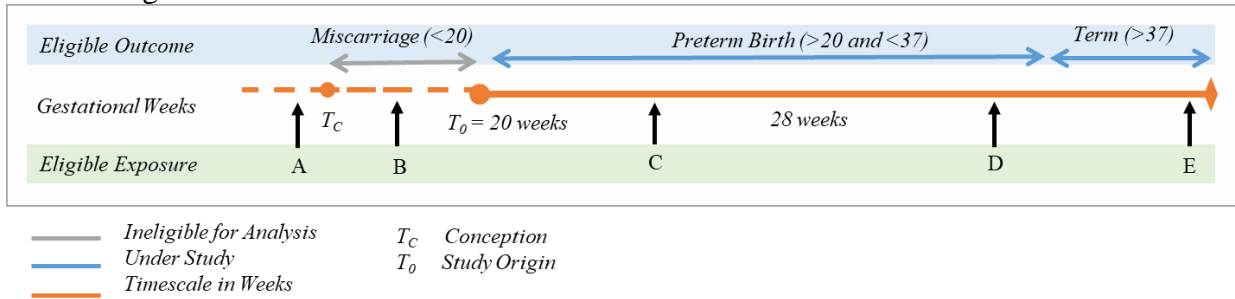 Miscarriage (<20)
Eligible Outcome
Preterm Birth (>20 and <37)
Term (>37)
Gestational Weeks
T_C
T_0 = 20 weeks
28 weeks
Eligible Exposure
A
B
C
D
E
Ineligible for Analysis
T_C Conception
Under Study
T_0 Study Origin
Timescale in Weeks